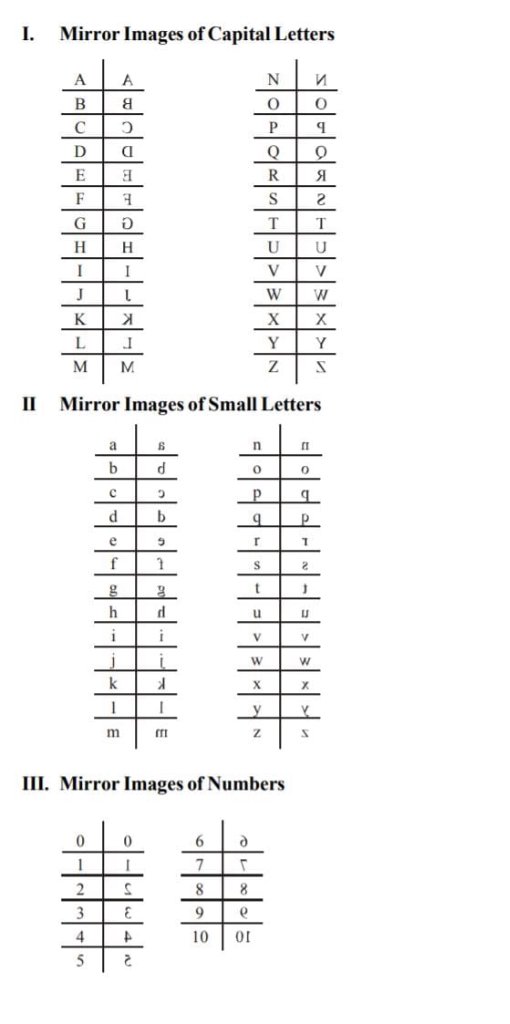 I. Mirror Images of Capital Letters
A A N И
B ᗺ O O
C Ɔ P ꟼ
D ᗡ Q Ọ
E Ǝ R Я
F ꟻ S Ƨ
G T T
H H U U
I I V V
J Ⴑ W W
K ꓘ X X
L ⅃ Y Y
M M Z
II Mirror Images of Small Letters
a n
b d o o
c ɔ p q
d b q p
e ɘ r
f s ƨ
g t
h u
i i v v
j w w
k x x
l l y
m z
III. Mirror Images of Numbers
0 0 6
1 7
2 8 8
3 Ɛ 9
4 10 01
5